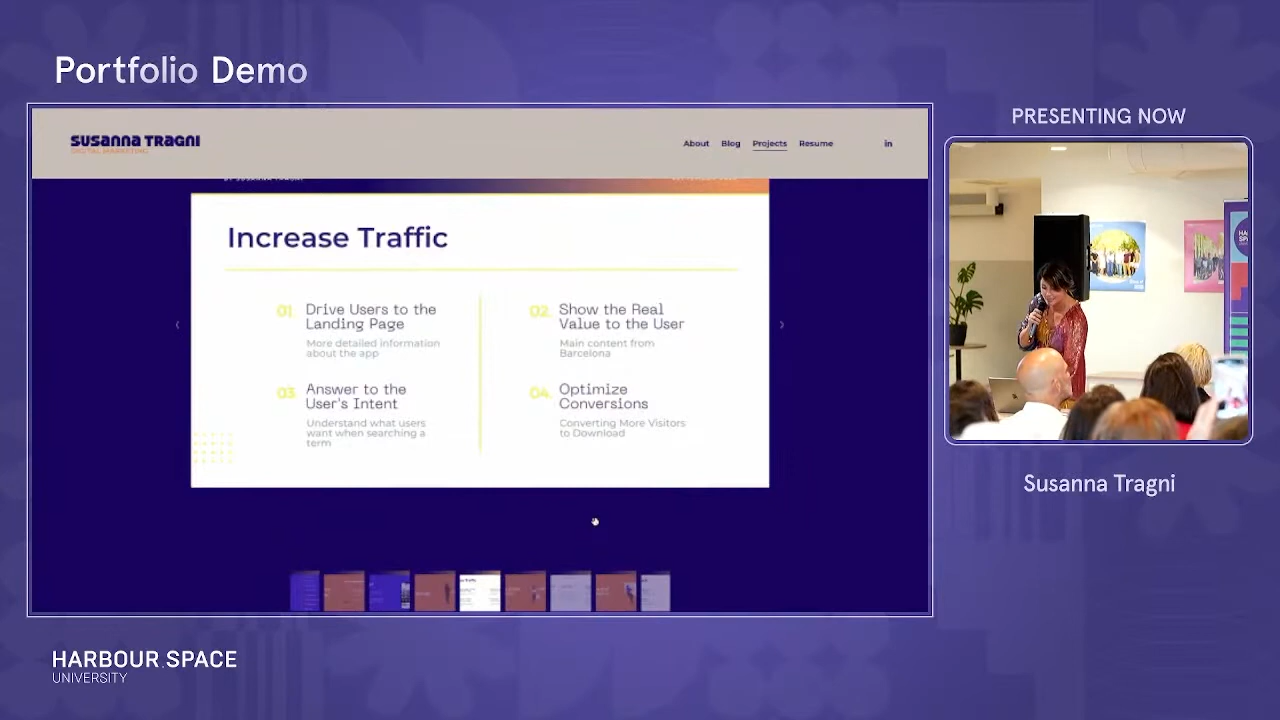 Portfolio Demo
PRESENTING NOW
SUSANNA TRAGNI
DIGITAL MARKETING
About Blog Projects Resume in
Increase Traffic
01 Drive Users to the
Landing Page
More detailed information
about the app
02. Show the Real
Value to the User
Main content from
Barcelona
03 Answer to the
User's Intent
Understand what users
want when searching a
term
04. Optimize
Conversions
Converting More Visitors
to Download
Susanna Tragni
HARBOUR.SPACE
UNIVERSITY